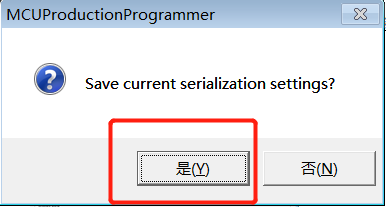 MCUProductionProgrammer
Save current serialization settings?
是(Y) 否(N)